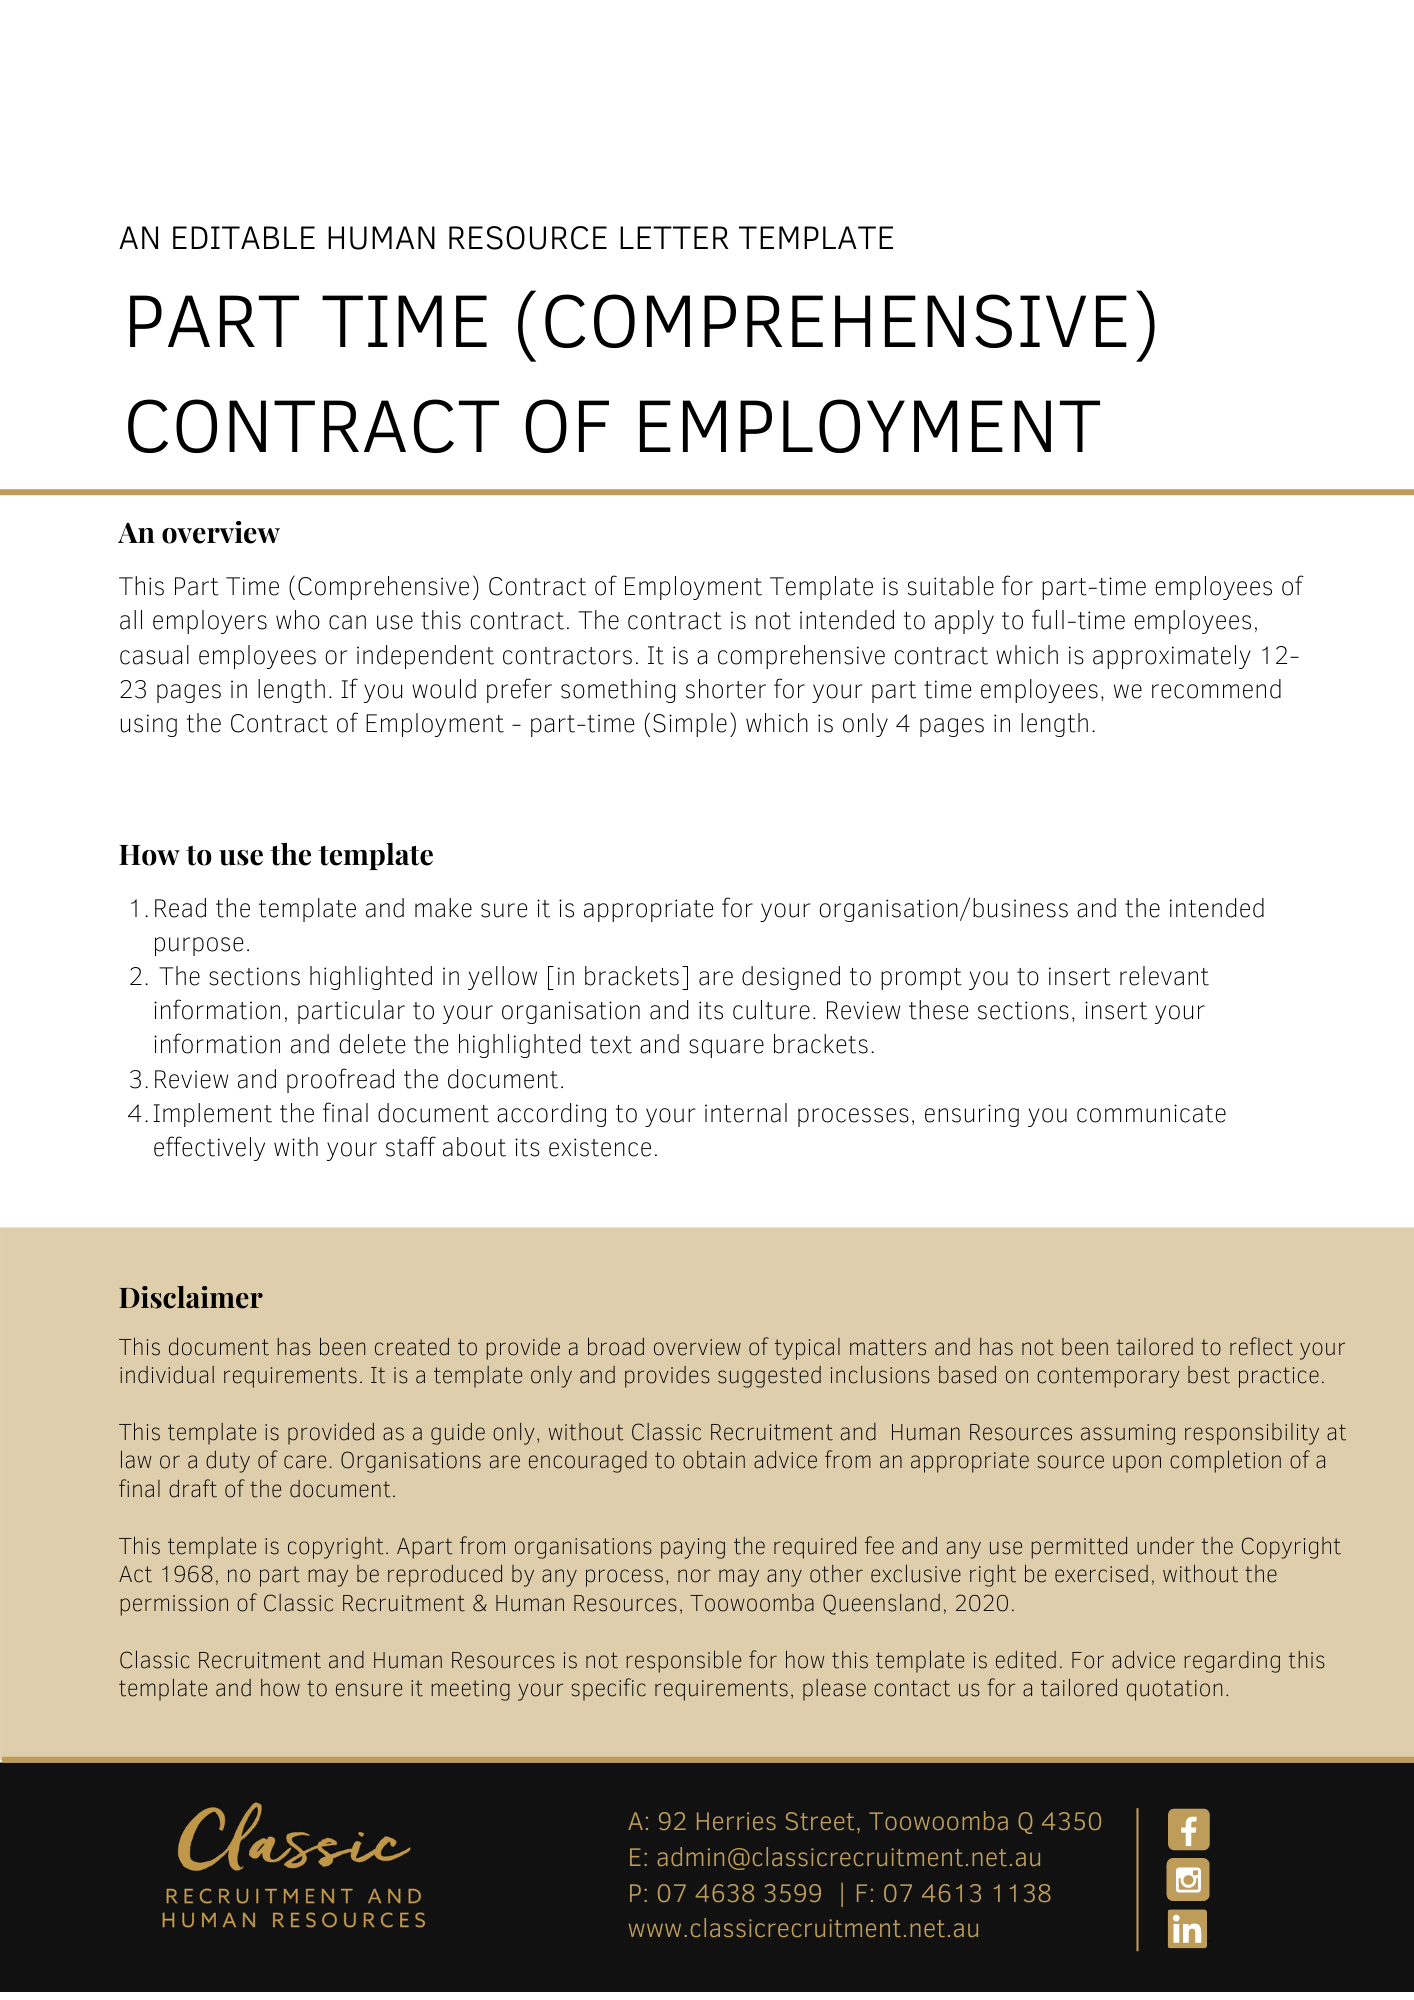 AN EDITABLE HUMAN RESOURCE LETTER TEMPLATE
PART TIME (COMPREHENSIVE)
CONTRACT OF EMPLOYMENT
An overview
This Part Time (Comprehensive) Contract of Employment Template is suitable for part-time employees of
all employers who can use this contract. The contract is not intended to apply to full-time employees,
casual employees or independent contractors. It is a comprehensive contract which is approximately 12-
23 pages in length. If you would prefer something shorter for your part time employees, we recommend
using the Contract of Employment - part-time (Simple) which is only 4 pages in length.
How to use the template
1. Read the template and make sure it is appropriate for your organisation/business and the intended
purpose.
2. The sections highlighted in yellow [in brackets] are designed to prompt you to insert relevant
information, particular to your organisation and its culture. Review these sections, insert your
information and delete the highlighted text and square brackets.
3. Review and proofread the document.
4. Implement the final document according to your internal processes, ensuring you communicate
effectively with your staff about its existence.
Disclaimer
This document has been created to provide a broad overview of typical matters and has not been tailored to reflect your
individual requirements. It is a template only and provides suggested inclusions based on contemporary best practice.
This template is provided as a guide only, without Classic Recruitment and Human Resources assuming responsibility at
law or a duty of care. Organisations are encouraged to obtain advice from an appropriate source upon completion of a
final draft of the document.
This template is copyright. Apart from organisations paying the required fee and any use permitted under the Copyright
Act 1968, no part may be reproduced by any process, nor may any other exclusive right be exercised, without the
permission of Classic Recruitment & Human Resources, Toowoomba Queensland, 2020.
Classic Recruitment and Human Resources is not responsible for how this template is edited. For advice regarding this
template and how to ensure it meeting your specific requirements, please contact us for a tailored quotation.
Classic
RECRUITMENT AND
HUMAN RESOURCES
A: 92 Herries Street, Toowoomba Q 4350
E: admin@classicrecruitment.net.au
P: 07 4638 3599 | F: 07 4613 1138
www.classicrecruitment.net.au